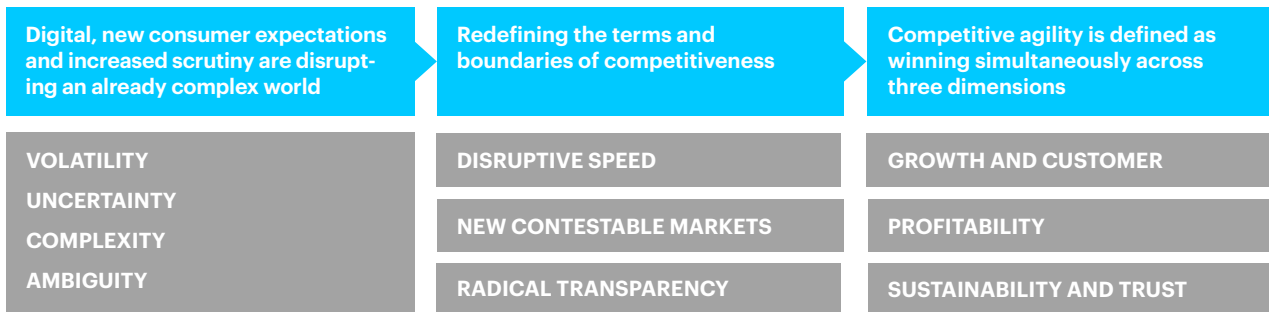 Digital, new consumer expectations
and increased scrutiny are disrupt-
ing an already complex world
Redefining the terms and
boundaries of competitiveness
Competitive agility is defined as
winning simultaneously across
three dimensions
VOLATILITY
UNCERTAINTY
COMPLEXITY
AMBIGUITY
DISRUPTIVE SPEED
NEW CONTESTABLE MARKETS
RADICAL TRANSPARENCY
GROWTH AND CUSTOMER
PROFITABILITY
SUSTAINABILITY AND TRUST